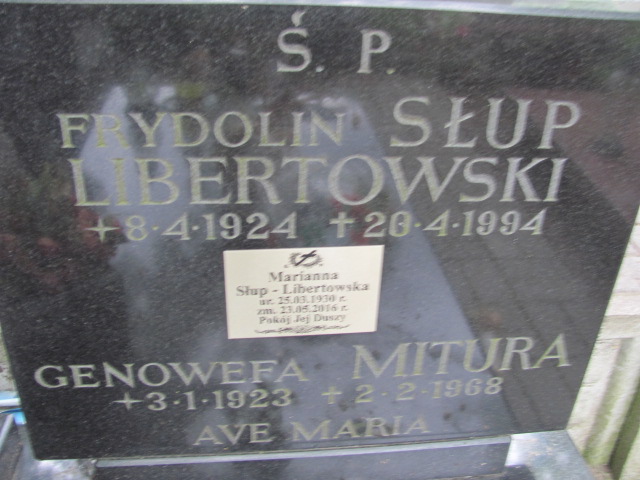 Ś. P.
FRYDOLIN SŁUP
LIBERTOWSKI
+8·4·1924 +20·4·1994
Marianna
Słup - Libertowska
ur. 25.03.1930 r.
zm. 23.05.2016 r.
Pokój Jej Duszy
GENOWEFA MITURA
+3·1·1923 +2·2·1968
AVE MARIA